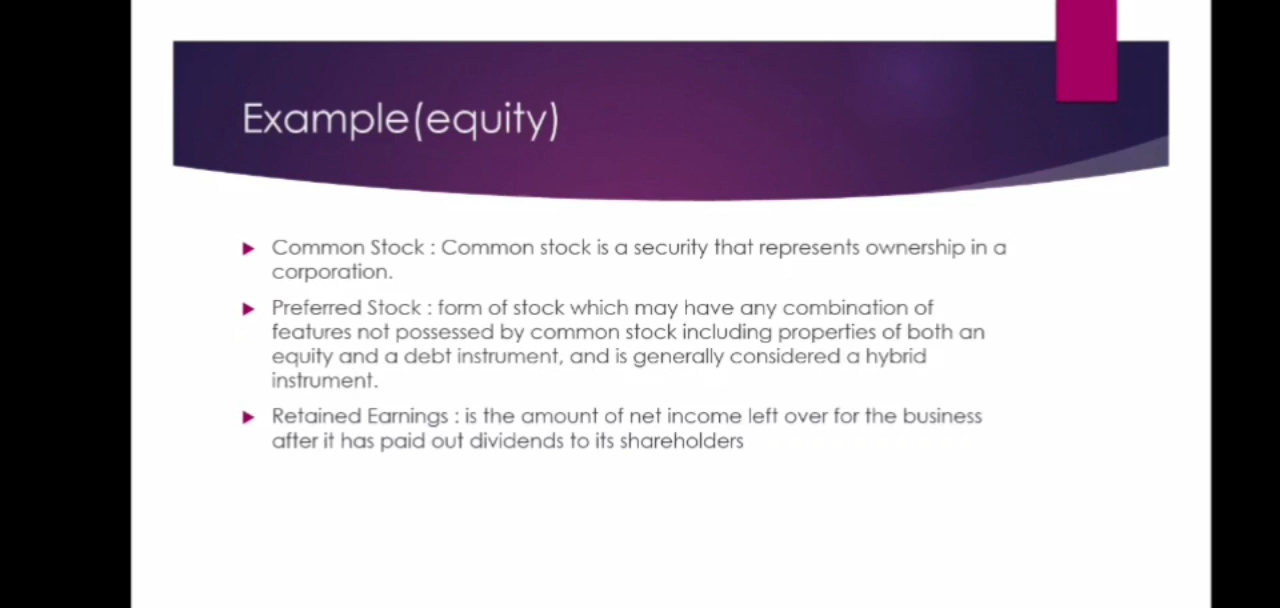 Example(equity)
Common Stock : Common stock is a security that represents ownership in a
corporation.
Preferred Stock : form of stock which may have any combination of
features not possessed by common stock including properties of both an
equity and a debt instrument, and is generally considered a hybrid
instrument.
Retained Earnings : is the amount of net income left over for the business
after it has paid out dividends to its shareholders